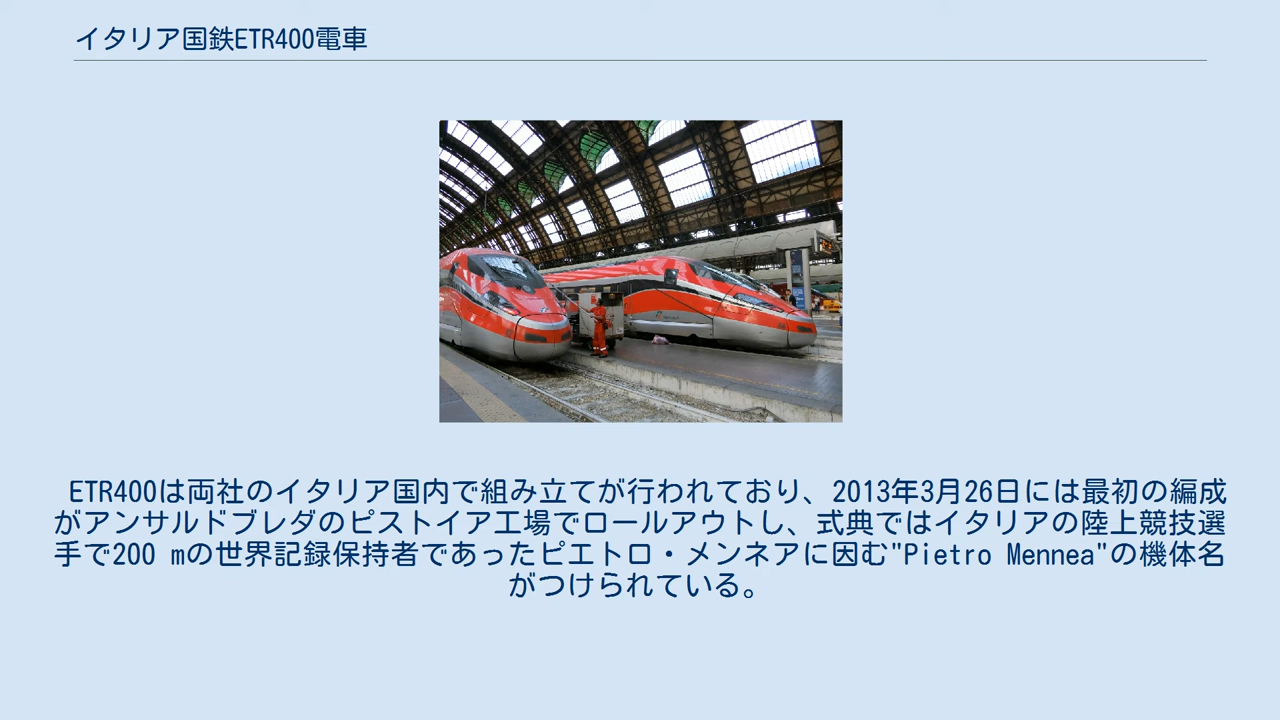 イタリア国鉄ETR400電車
ETR400は両社のイタリア国内で組み立てが行われており、2013年3月26日には最初の編成
がアンサルドブレダのピストイア工場でロールアウトし、式典ではイタリアの陸上競技選
手で200 mの世界記録保持者であったピエトロ・メンネアに因む"Pietro Mennea"の機体名
がつけられている。